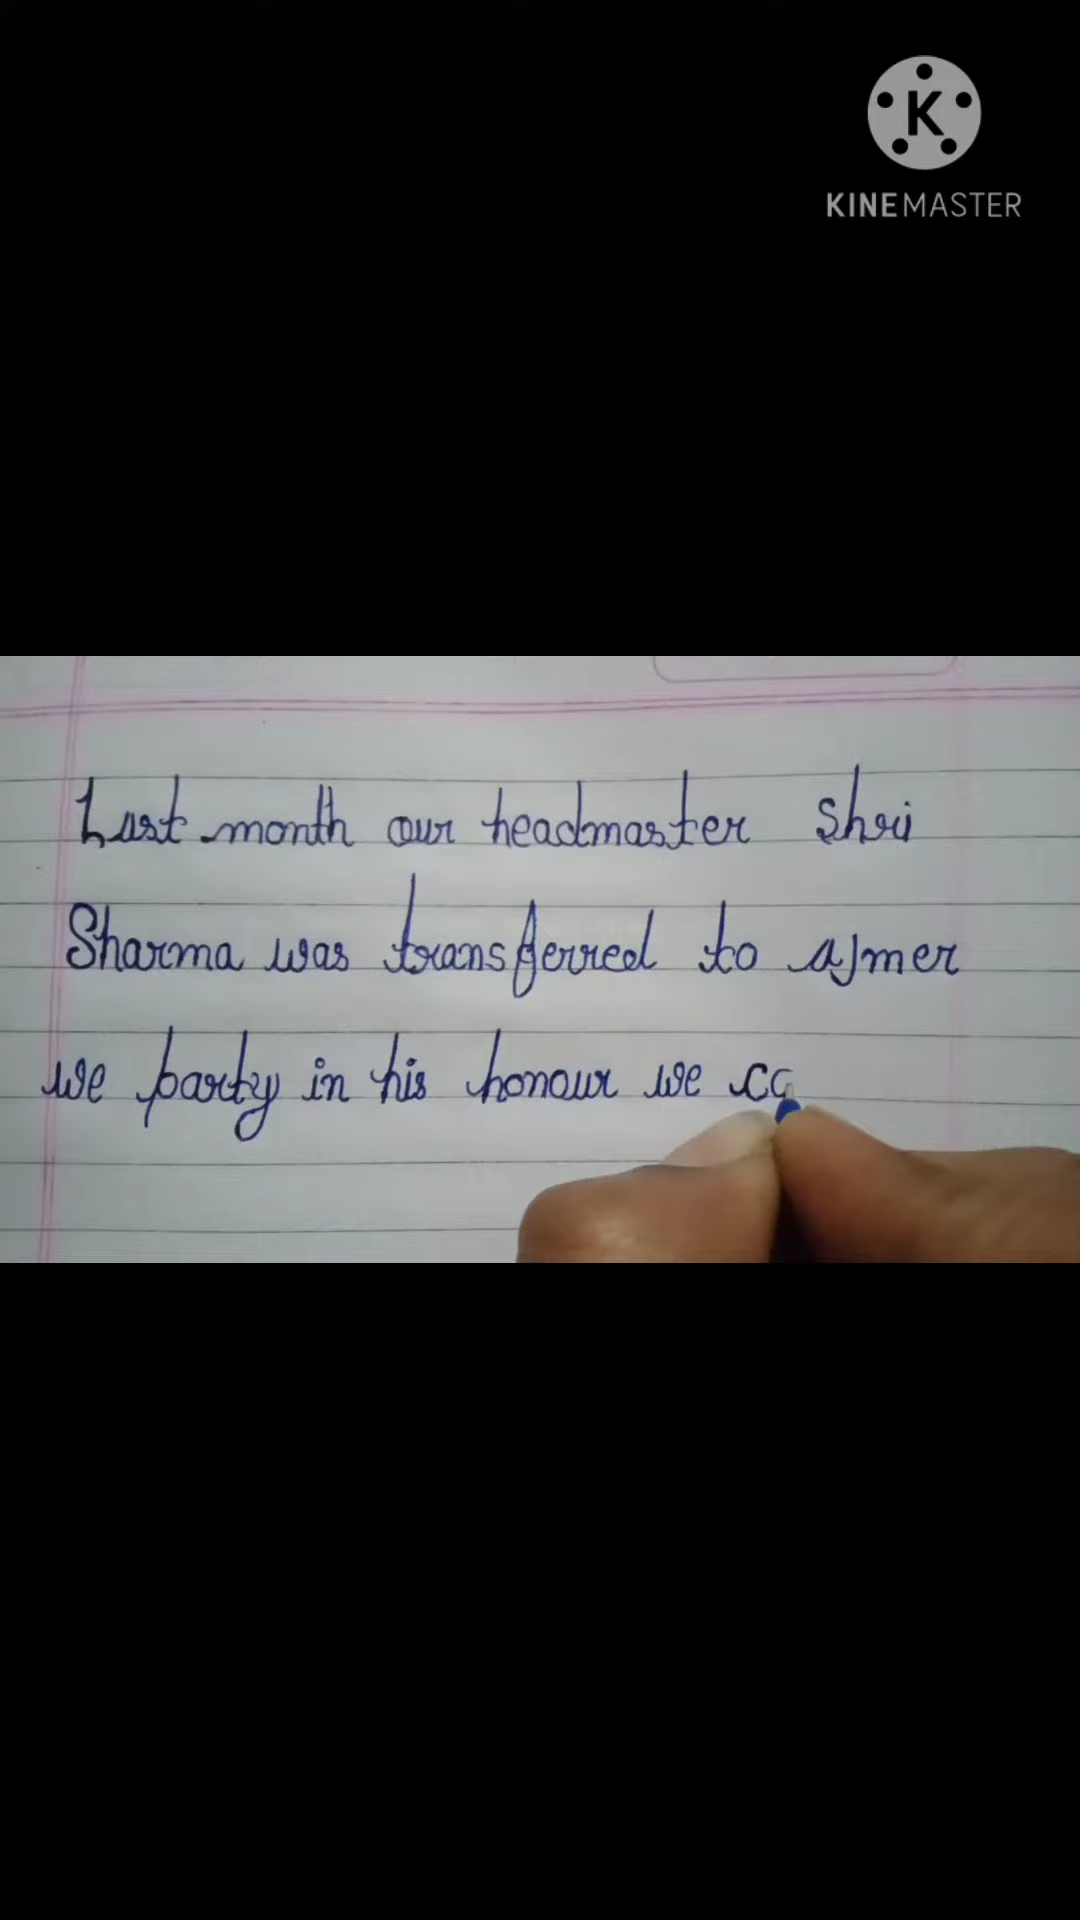 K
KINEMASTER
Last month our headmaster Shri
Sharma was transferred to ajmer
we party in his honour we